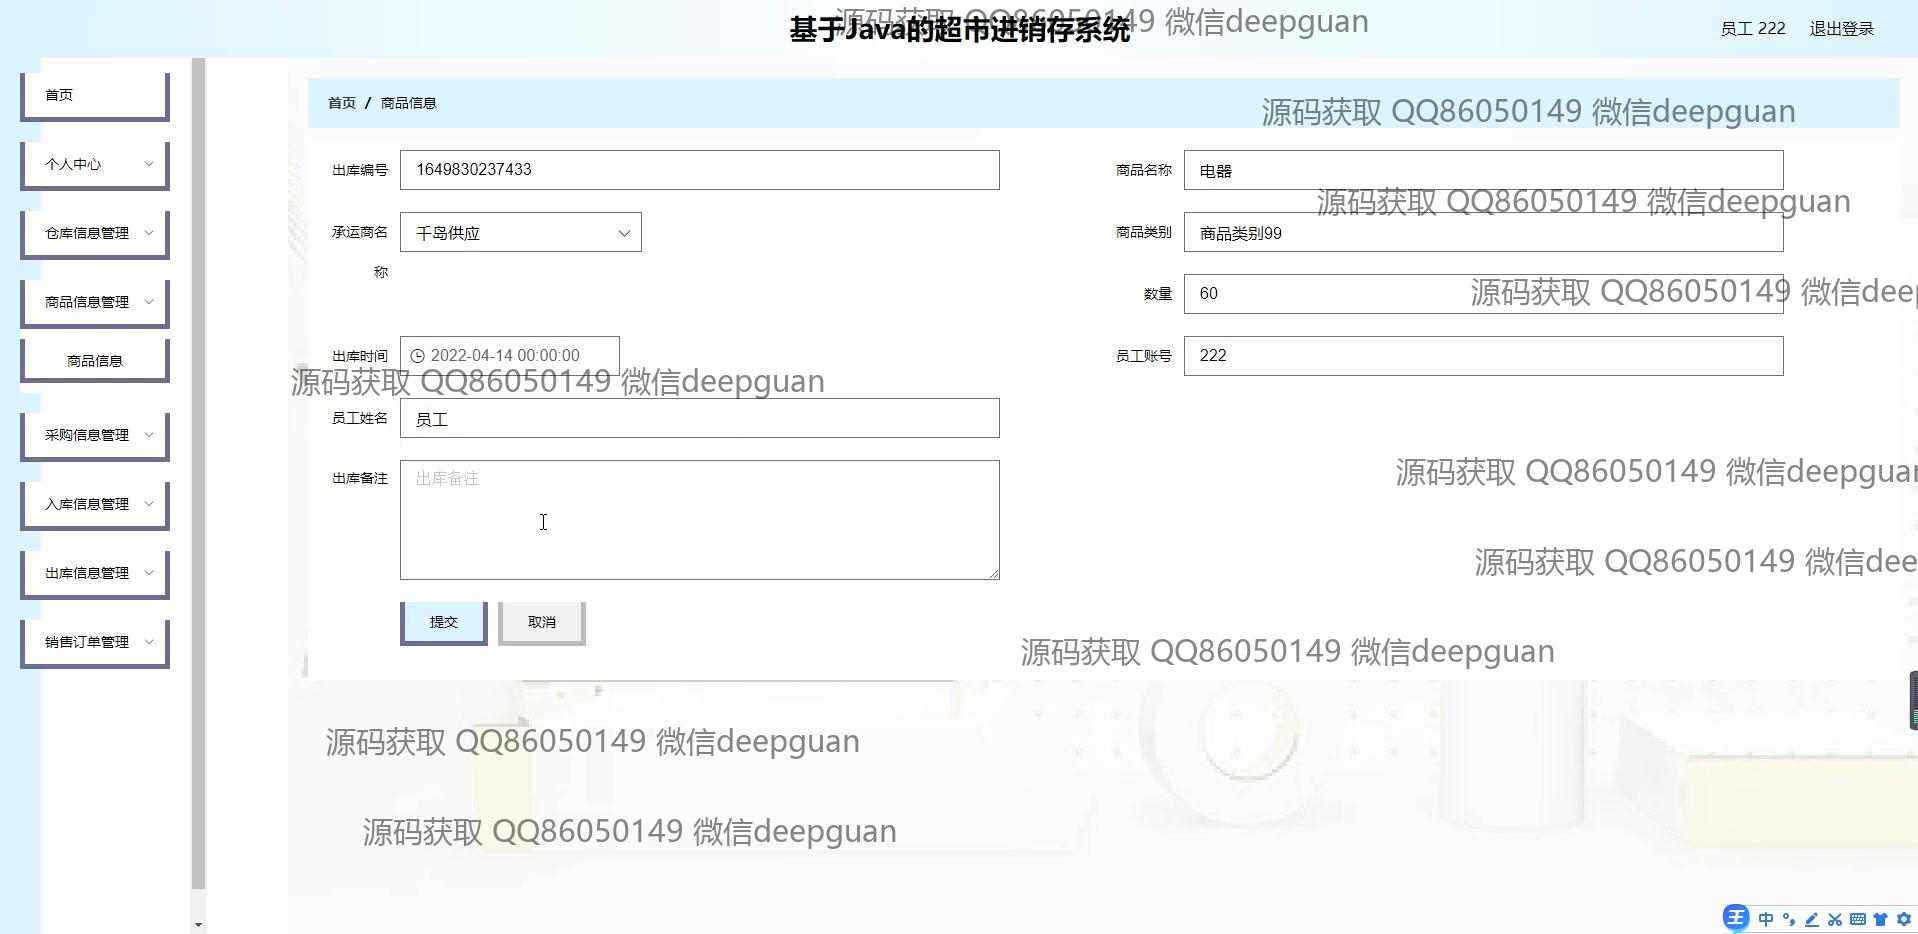 基于Java的超市进销存系统
源码获取 QQ86050149 微信deepguan
员工 222
退出登录
首页
个人中心
仓库信息管理
商品信息管理
商品信息
采购信息管理
入库信息管理
出库信息管理
销售订单管理
首页 / 商品信息
源码获取 QQ86050149 微信deepguan
出库编号 1649830237433
商品名称 电器
源码获取 QQ86050149 微信deepguan
承运商名
称
千岛供应
商品类别 商品类别99
数量 60
源码获取 QQ86050149 微信dee
出库时间 2022-04-14 00:00:00
员工账号 222
源码获取 QQ86050149 微信deepguan
员工姓名 员工
出库备注 出库备注
源码获取 QQ86050149 微信deepguan
源码获取 QQ86050149 微信dee
提交 取消
源码获取 QQ86050149 微信deepguan
源码获取 QQ86050149 微信deepguan
源码获取 QQ86050149 微信deepguan
王 中